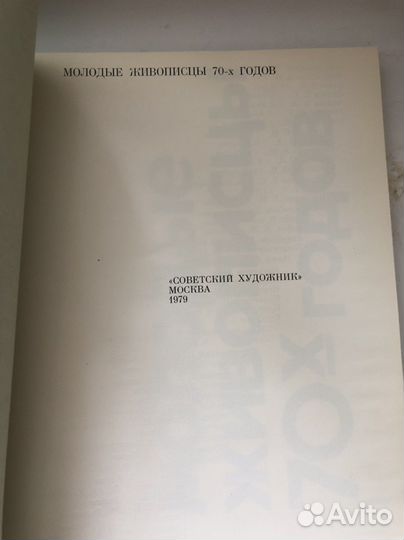 МОЛОДЫЕ ЖИВОПИСЦЫ 70-х ГОДОВ
«СОВЕТСКИЙ ХУДОЖНИК»
МОСКВА
1979
Avito